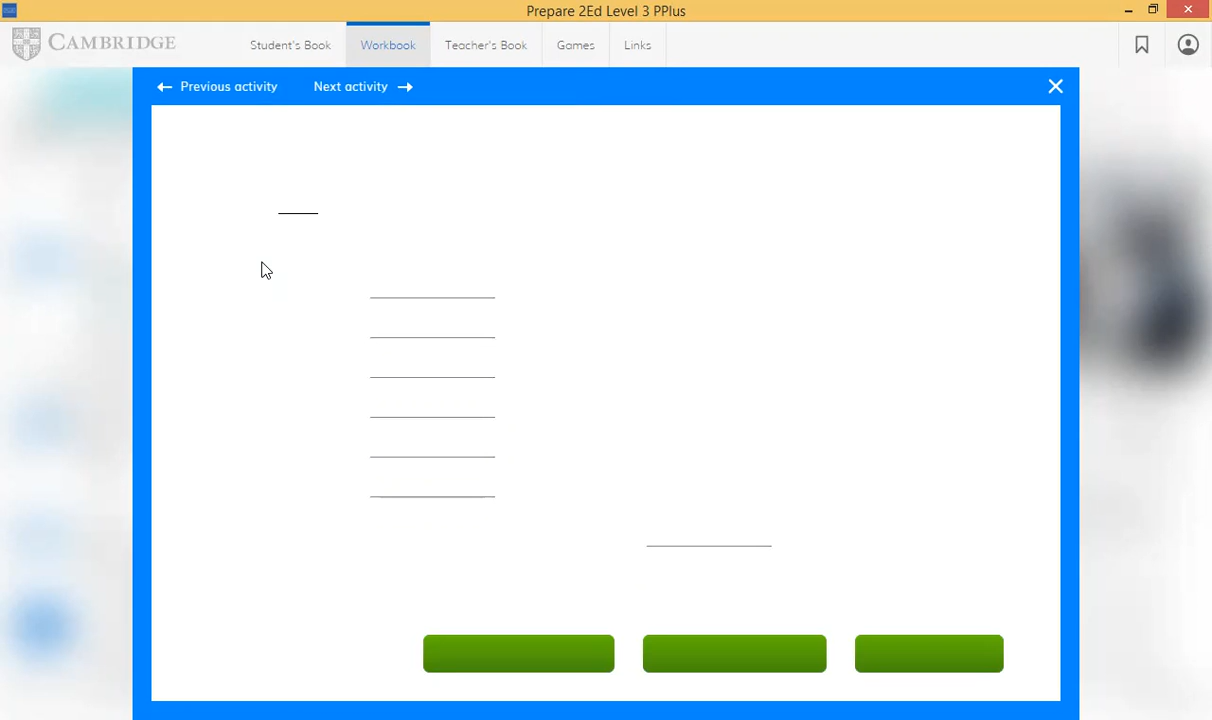 Prepare 2Ed Level 3 PPlus
CAMBRIDGE
Student's Book
Workbook
Teacher's Book
Games
Links
Previous activity
Next activity